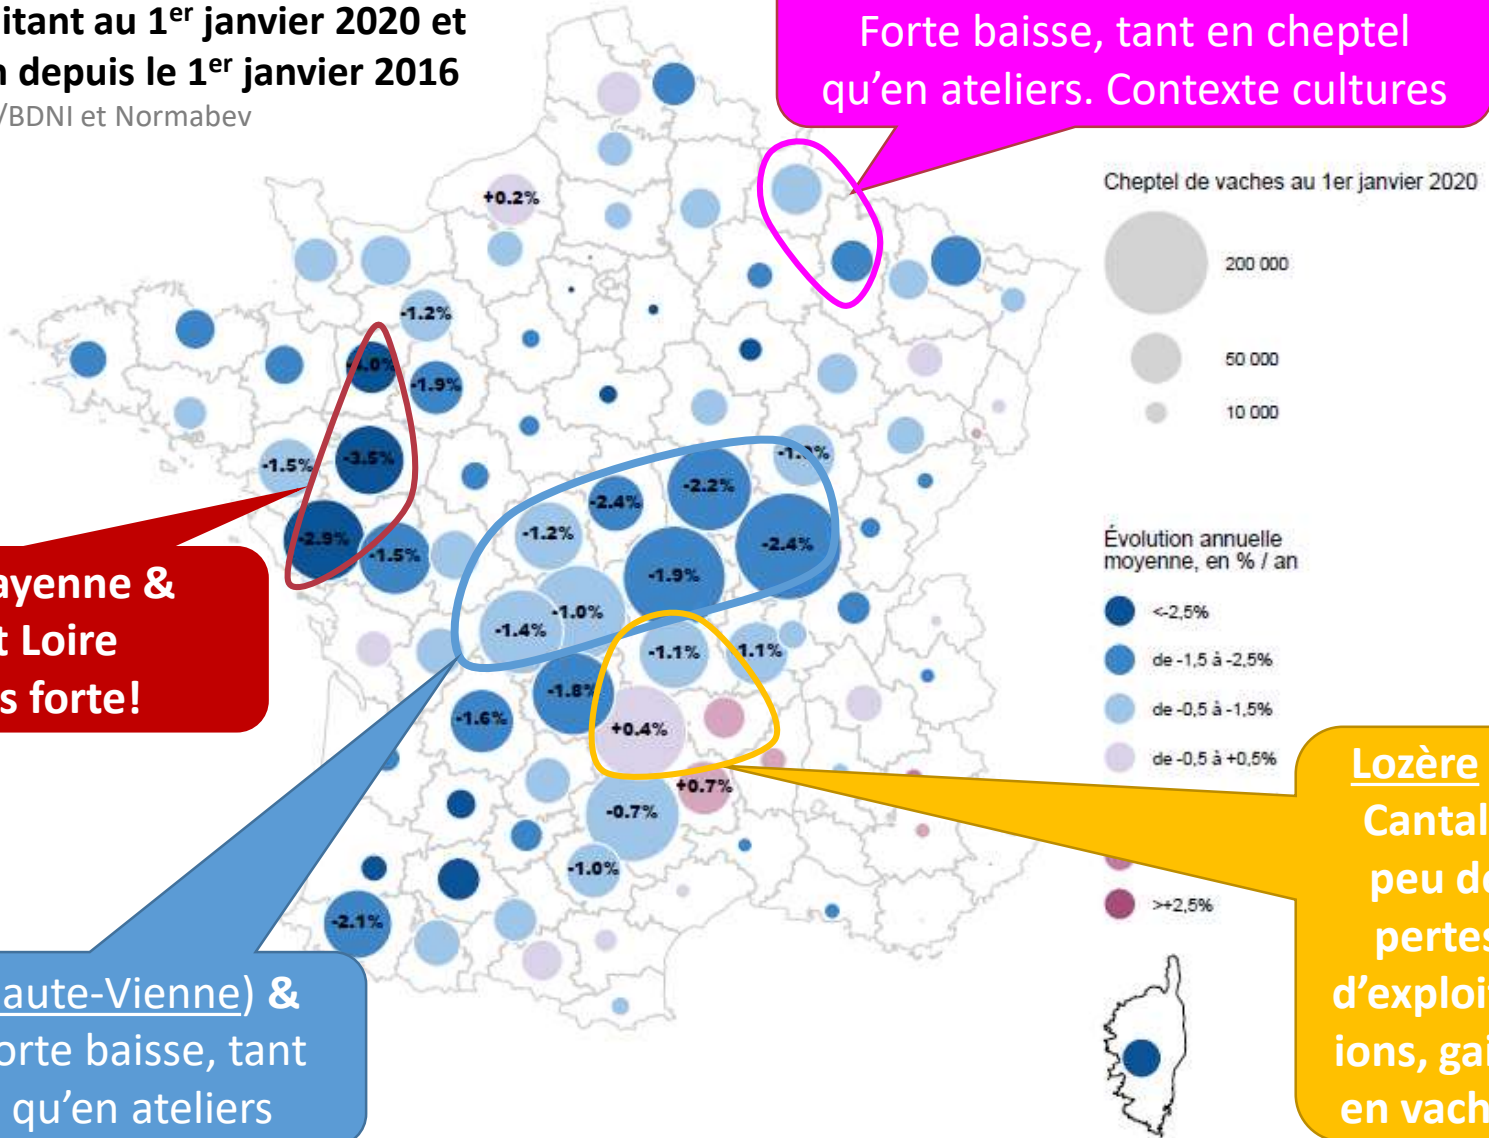 itant au 1er janvier 2020 et
n depuis le 1er janvier 2016
/BDNI et Normabev
Forte baisse, tant en cheptel
qu'en ateliers. Contexte cultures
Cheptel de vaches au 1er janvier 2020
200 000
50 000
10 000
Évolution annuelle
moyenne, en % / an
<-2,5%
de -1,5 à -2,5%
de -0,5 à -1,5%
de -0,5 à +0,5%
>+2,5%
+0.2%
-1.2%
-1.9%
-1.5%
-3.5%
-2.9%
-1.5%
-2.4%
-2.2%
-1.2%
-2.4%
-1.9%
-1.0%
-1.4%
-1.1%
-1.1%
-1.8%
-1.6%
+0.4%
+0.7%
-0.7%
-1.0%
-2.1%
ayenne &
t Loire
s forte!
aute-Vienne) &
orte baisse, tant
qu'en ateliers
Lozère
Cantal
peu de
pertes
d'exploit
ions, gai
en vach